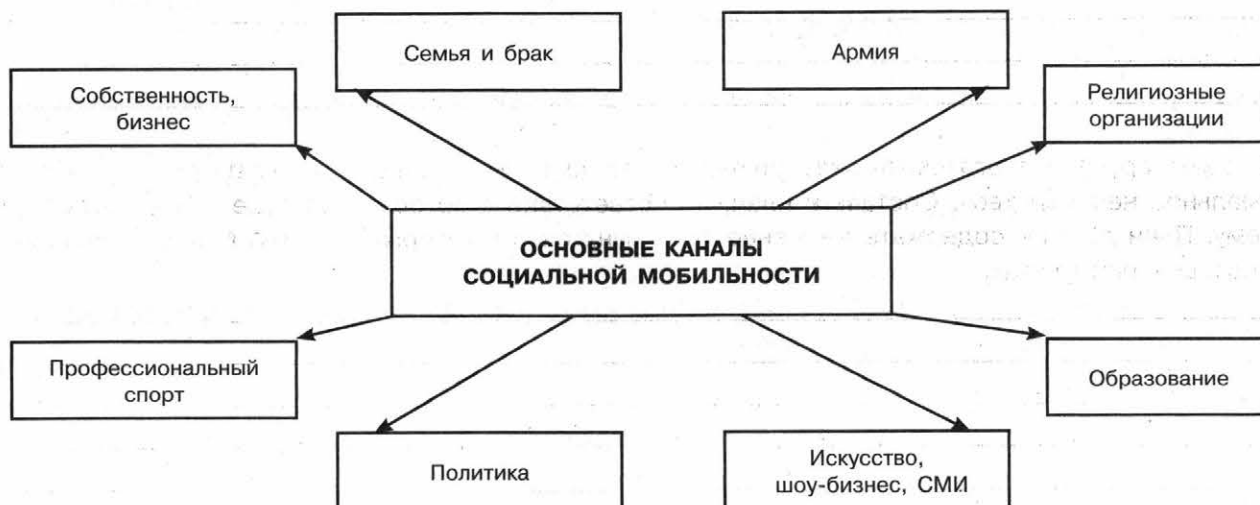 Семья и брак
Армия
Собственность,
бизнес
Религиозные
организации
ОСНОВНЫЕ КАНАЛЫ
СОЦИАЛЬНОЙ МОБИЛЬНОСТИ
Профессиональный
спорт
Образование
Политика
Искусство,
шоу-бизнес, СМИ